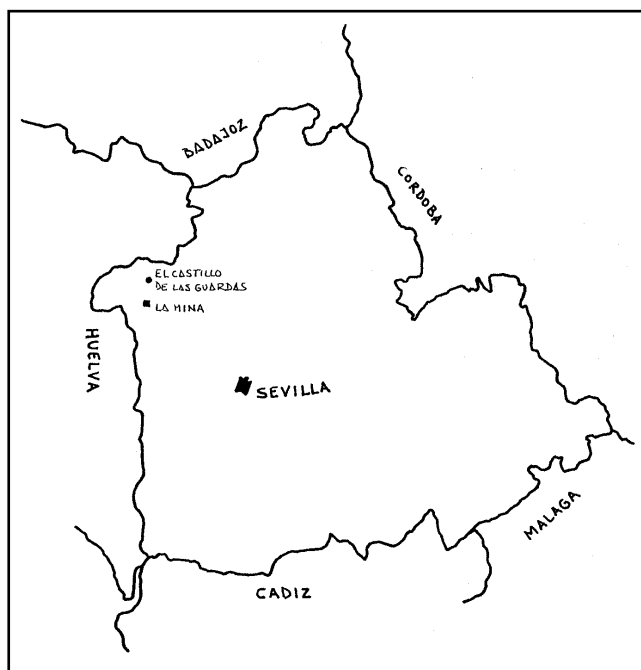 BADAJOZ
CORDOBA
EL CASTILLO
DE LAS GUARDAS
LA MINA
HUELVA
SEVILLA
MALAGA
CADIZ